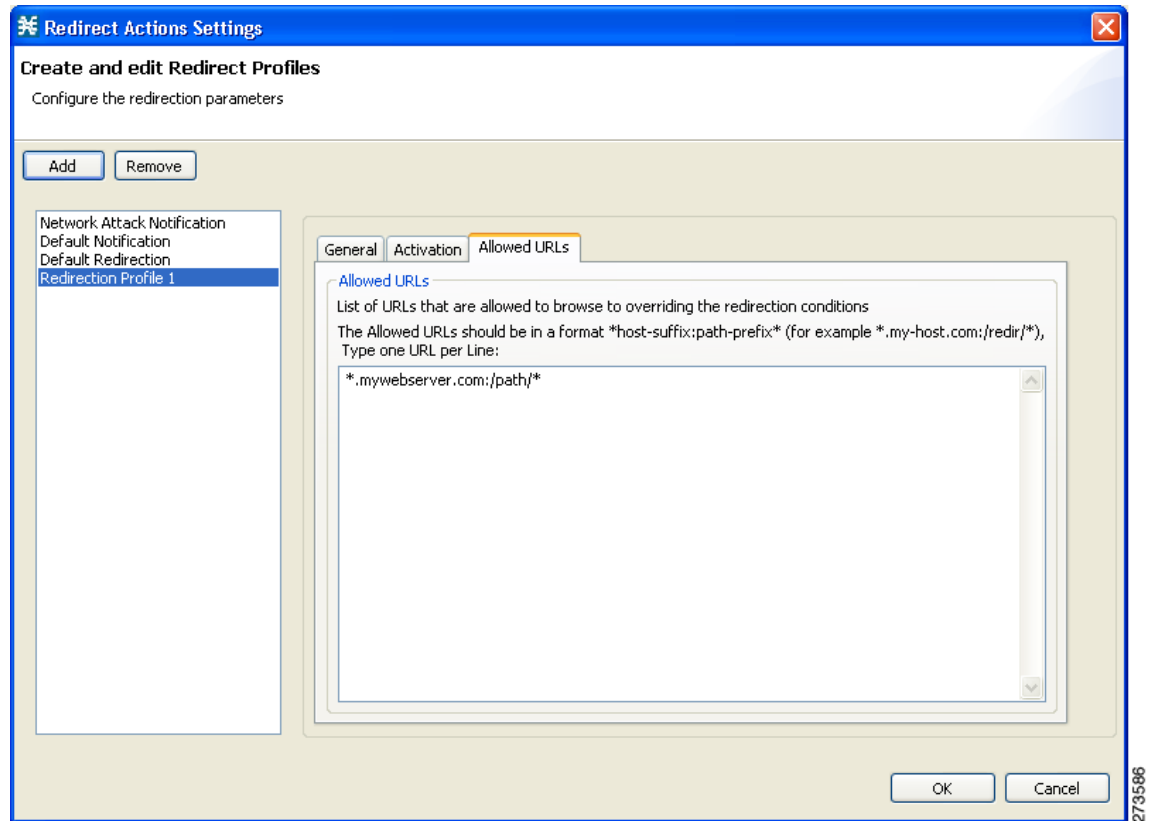 Redirect Actions Settings
Create and edit Redirect Profiles
Configure the redirection parameters
Add
Remove
Network Attack Notification
Default Notification
Default Redirection
Redirection Profile 1
General
Activation
Allowed URLs
Allowed URLs
List of URLs that are allowed to browse to overriding the redirection conditions
The Allowed URLs should be in a format *host-suffix:path-prefix* (for example *.my-host.com:/redir/*),
Type one URL per Line:
*.mywebserver.com:/path/*
OK
Cancel
273586